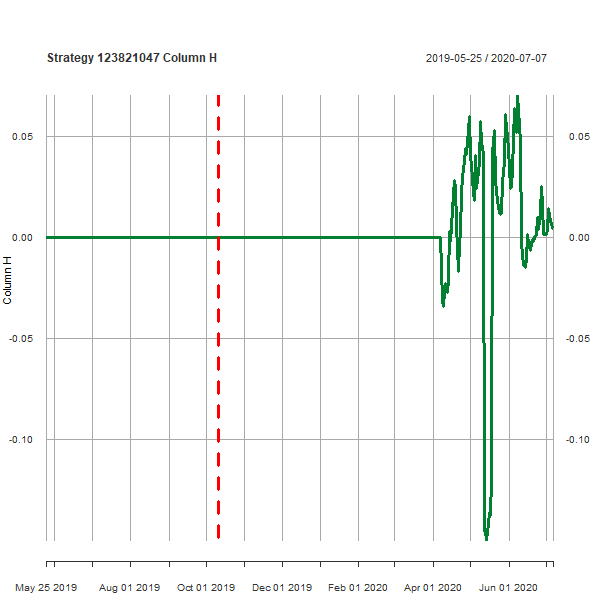 Strategy 123821047 Column H
2019-05-25 / 2020-07-07
0.05
0.05
0.00
0.00
Column H
-0.05
-0.05
-0.10
-0.10
May 25 2019
Aug 01 2019
Oct 01 2019
Dec 01 2019
Feb 01 2020
Apr 01 2020
Jun 01 2020